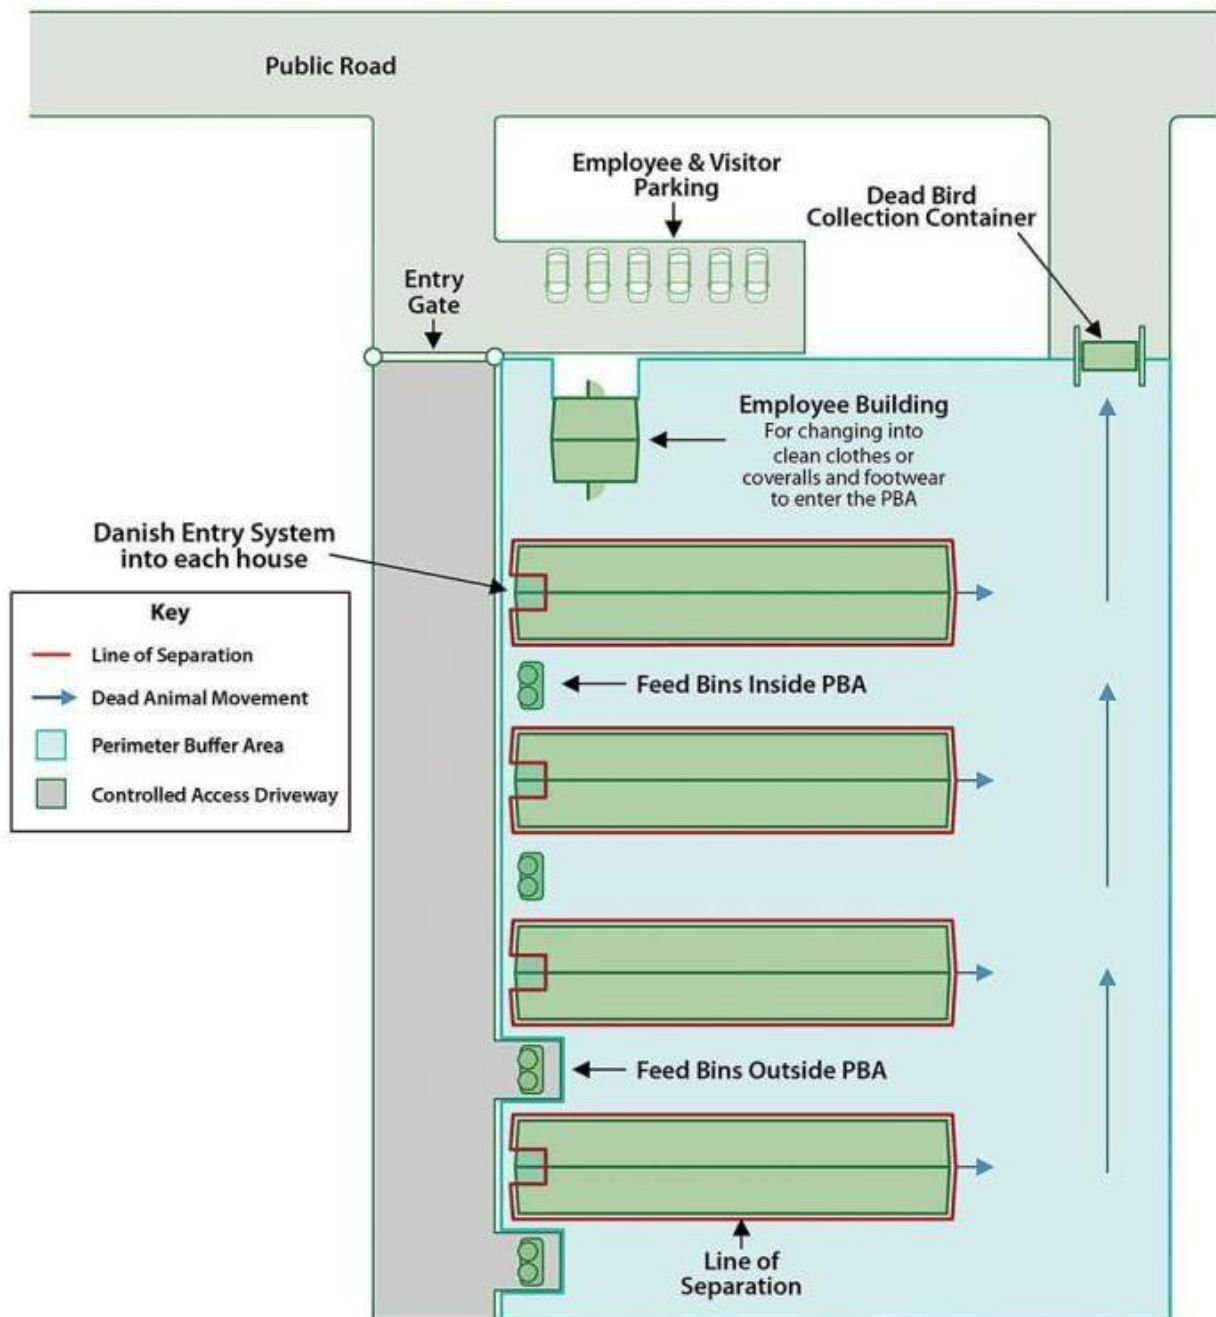 Public Road
Employee & Visitor
Parking
Dead Bird
Collection Container
Entry
Gate
Employee Building
For changing into
clean clothes or
coveralls and footwear
to enter the PBA
Danish Entry System
into each house
Key
Line of Separation
Dead Animal Movement
Perimeter Buffer Area
Controlled Access Driveway
Feed Bins Inside PBA
Feed Bins Outside PBA
Line of
Separation